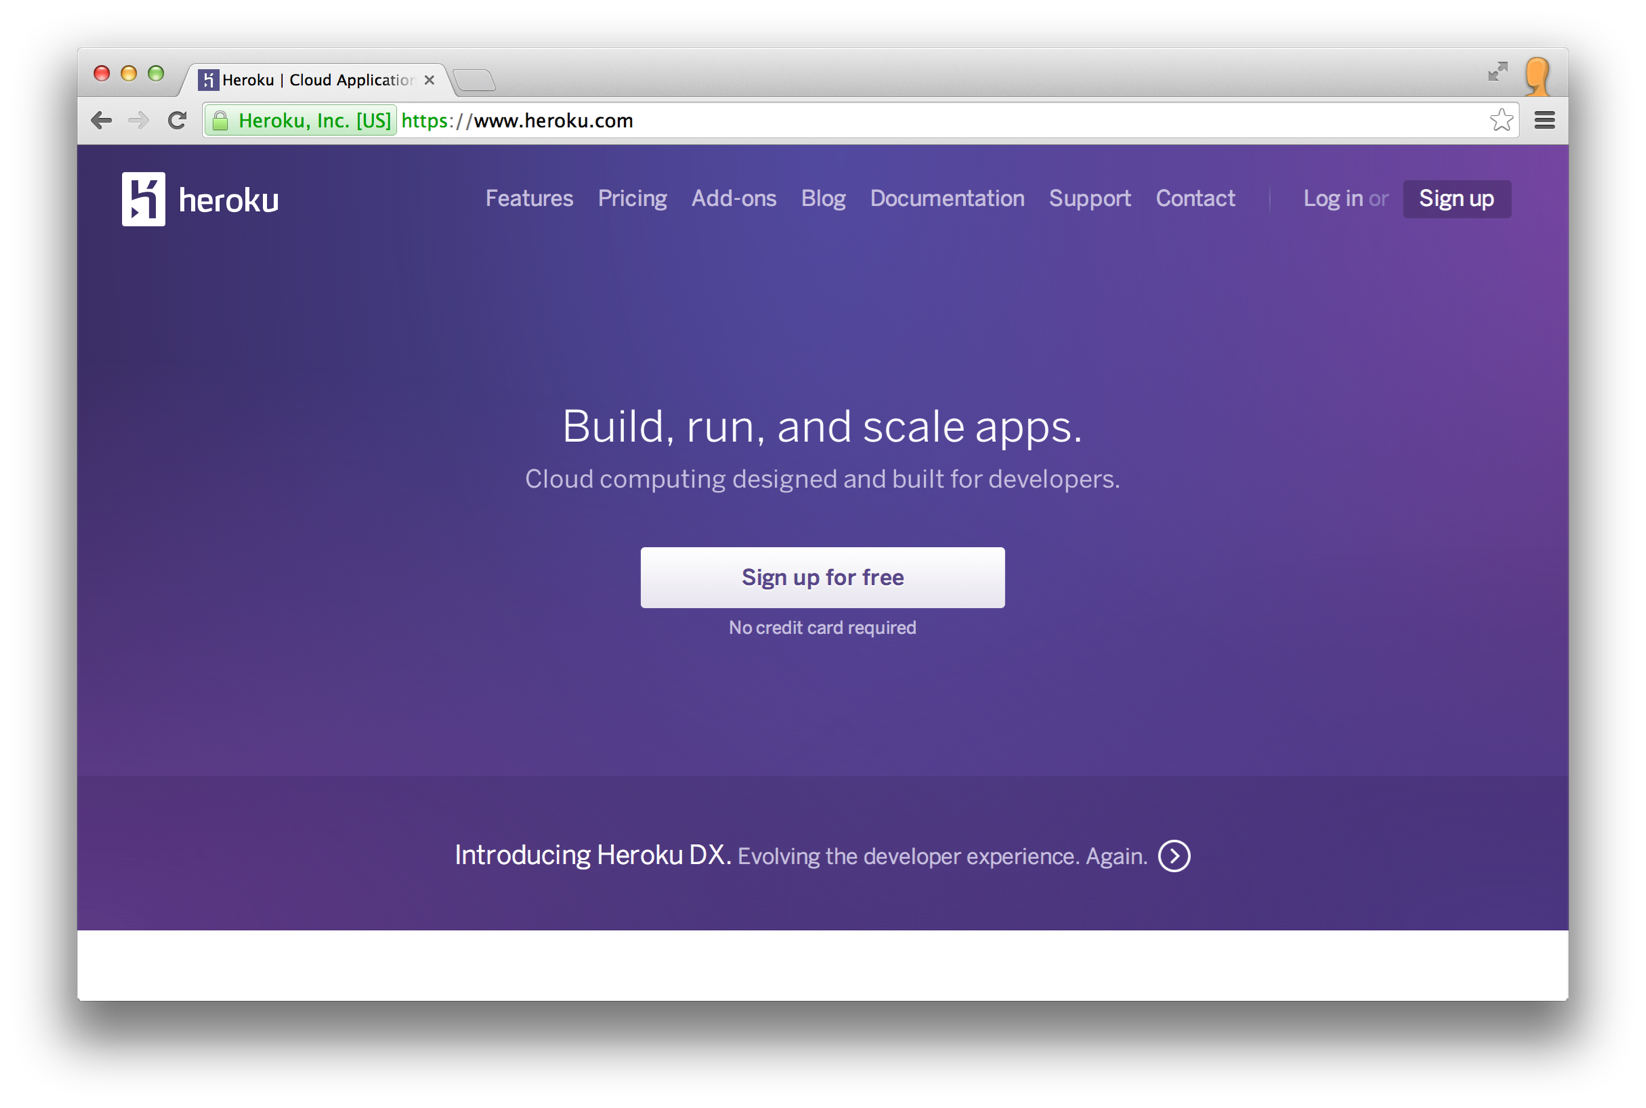 Heroku | Cloud Application
Heroku, Inc. [US] https://www.heroku.com
heroku Features Pricing Add-ons Blog Documentation Support Contact Log in or Sign up
Build, run, and scale apps.
Cloud computing designed and built for developers.
Sign up for free
No credit card required
Introducing Heroku DX. Evolving the developer experience. Again.